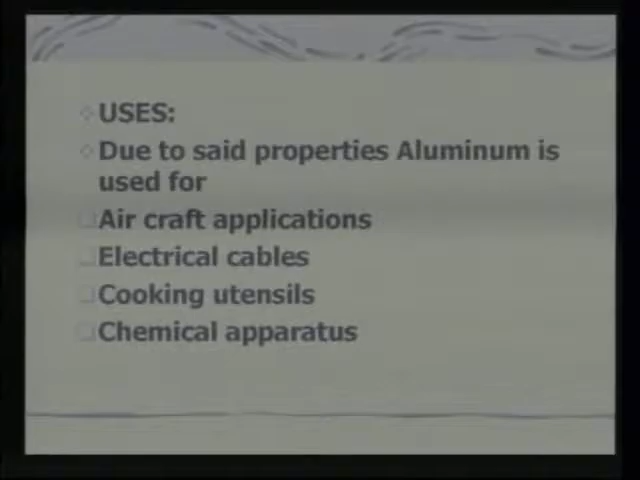 USES:
Due to said properties Aluminum is
used for
Air craft applications
Electrical cables
Cooking utensils
Chemical apparatus